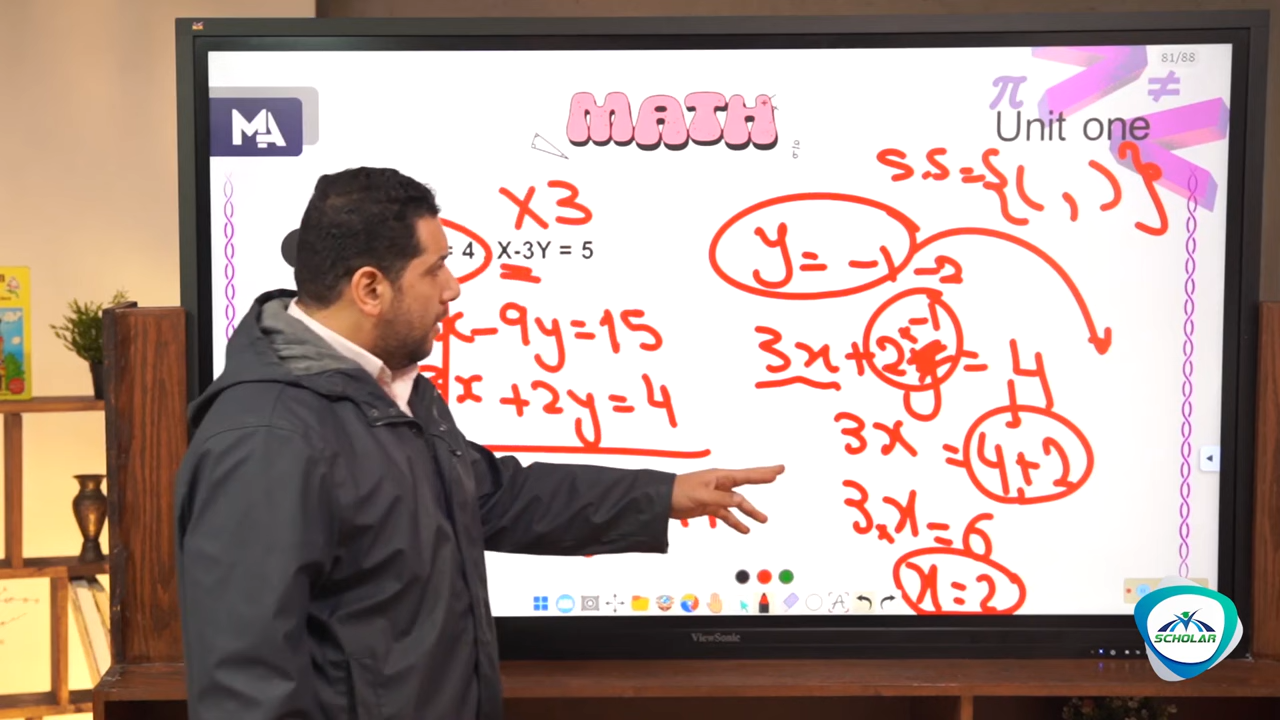 81/88
MA
MATH
Unit one
S.S = {( , )}
X3
= 4 X-3Y = 5
y = -1
-2
-1
x - 9y = 15
3x + 2y = 4
x + 2y = 4
3x = 4+2
3x = 6
x = 2
ViewSonic
SCHOLAR